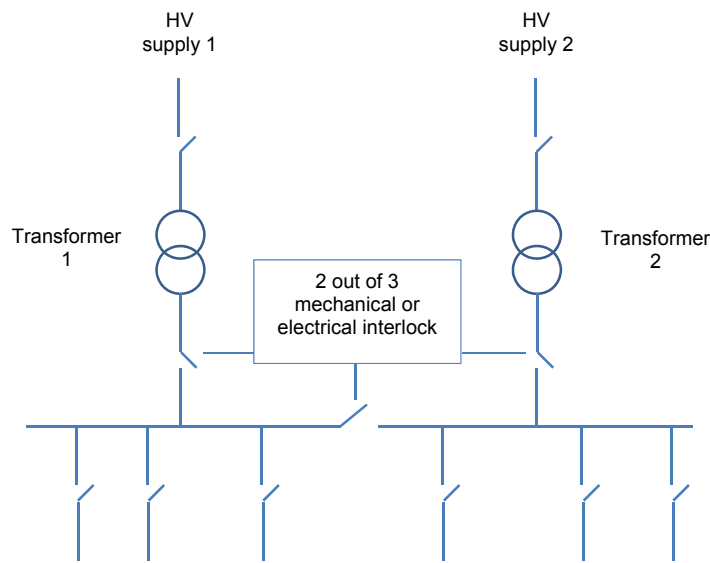 HV
supply 1
HV
supply 2
Transformer
1
2 out of 3
mechanical or
electrical interlock
Transformer
2